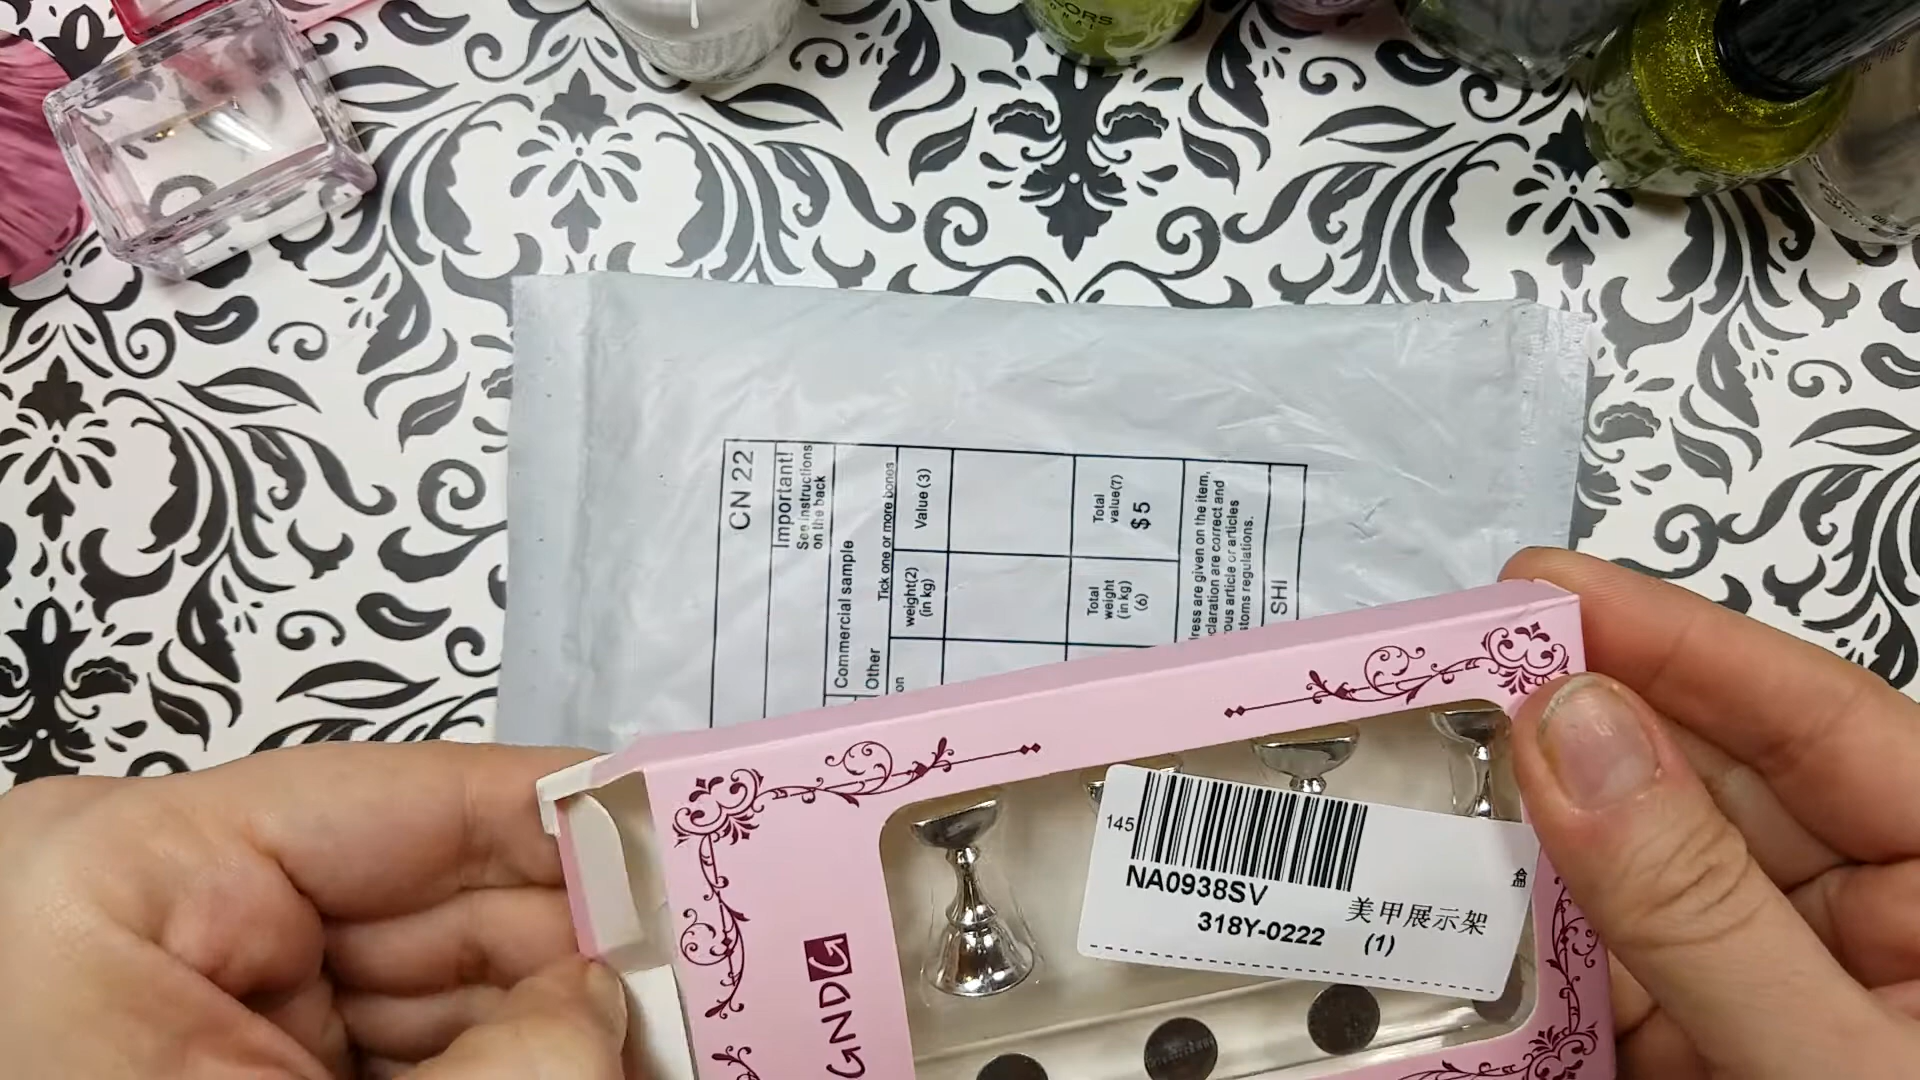 CN 22
Important!
See instructions
on the back
Commercial sample
Other
Tick one or more boxes
on
weight(2)
(in kg)
Value (3)
Total
weight
(in kg)
(6)
Total
value(7)
$5
ress are given on the item,
claration are correct and
rous article or articles
stoms regulations.
SHI
145
NA0938SV
318Y-0222
美甲展示架
(1)
盒
GND